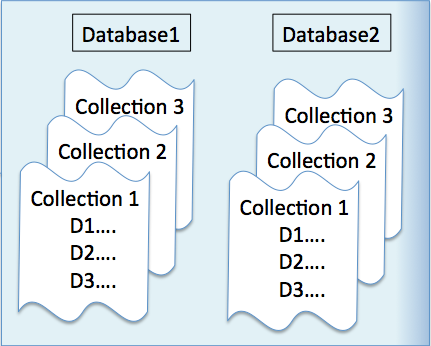 Database1
Collection 3
Collection 2
Collection 1
D1....
D2....
D3....
Database2
Collection 3
Collection 2
Collection 1
D1....
D2....
D3....